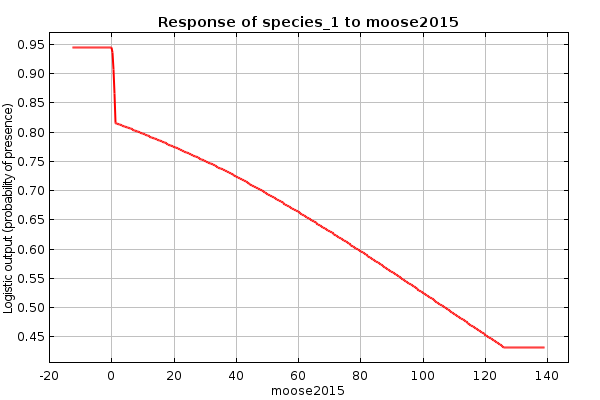 Response of species_1 to moose2015
Logistic output (probability of presence)
0.95
0.90
0.85
0.80
0.75
0.70
0.65
0.60
0.55
0.50
0.45
-20 0 20 40 60 80 100 120 140
moose2015